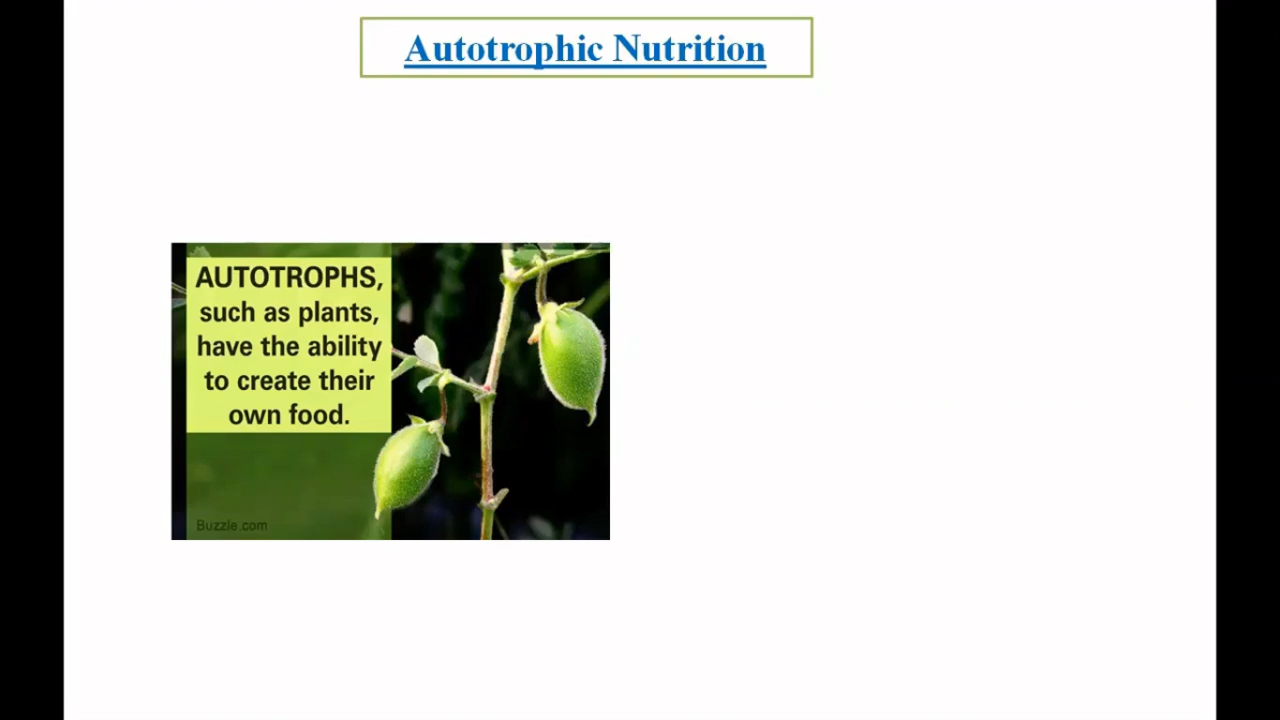 Autotrophic Nutrition
AUTOTROPHS,
such as plants,
have the ability
to create their
own food.
Buzzle.com